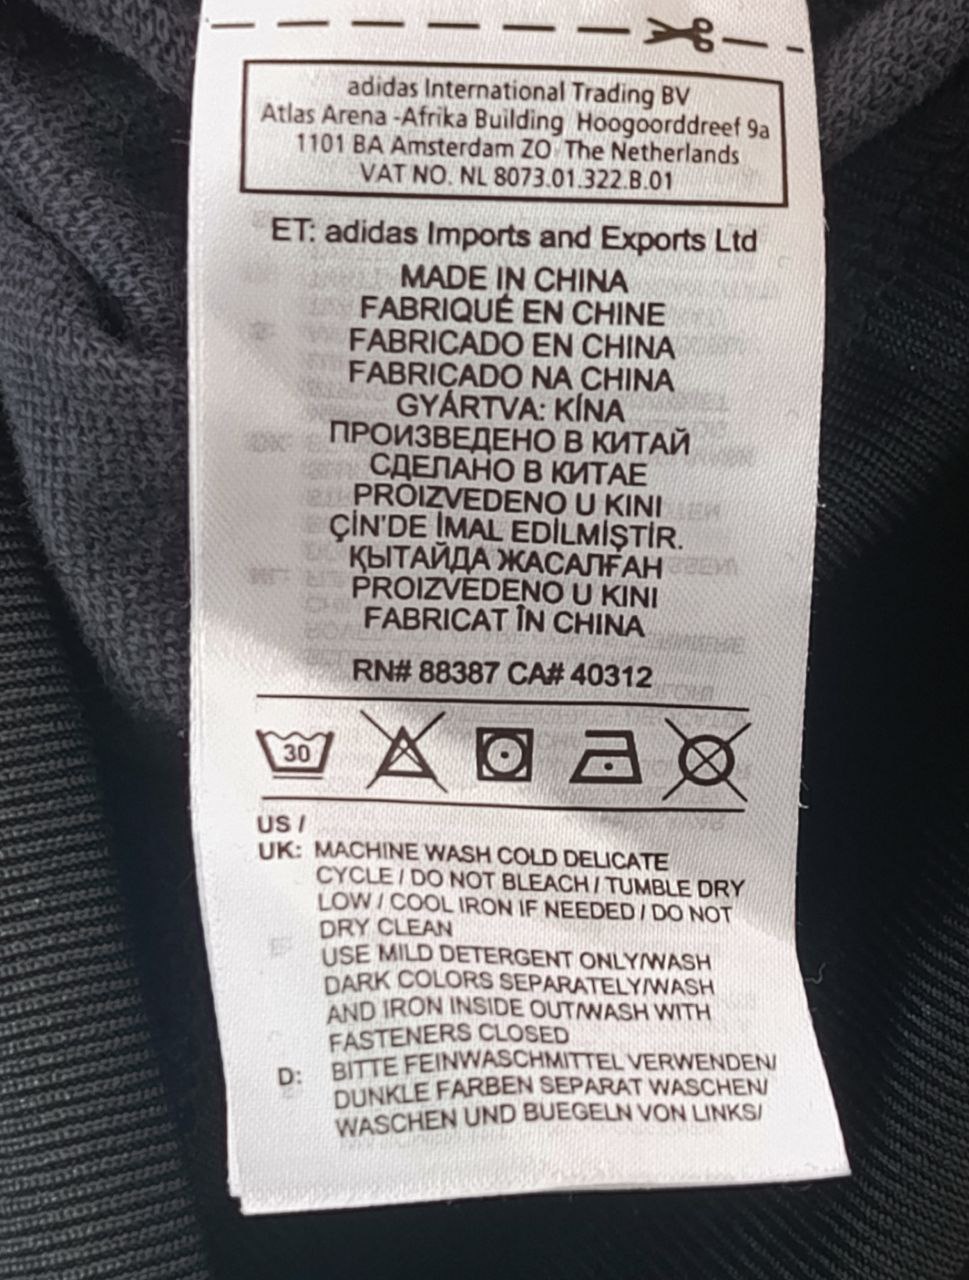 adidas International Trading BV
Atlas Arena -Afrika Building Hoogoorddreef 9a
1101 BA Amsterdam ZO The Netherlands
VAT NO. NL 8073.01.322.B.01
ET: adidas Imports and Exports Ltd
MADE IN CHINA
FABRIQUÉ EN CHINE
FABRICADO EN CHINA
FABRICADO NA CHINA
GYÁRTVA: KÍNA
ПРОИЗВЕДЕНО В КИТАЙ
СДЕЛАНО В КИТАЕ
PROIZVEDENO U KINI
ÇİN'DE İMAL EDİLMİŞTİR.
ҚЫТАЙДА ЖАСАЛҒАН
PROIZVEDENO U KINI
FABRICAT ÎN CHINA
RN# 88387 CA# 40312
30
US /
UK: MACHINE WASH COLD DELICATE
CYCLE / DO NOT BLEACH / TUMBLE DRY
LOW / COOL IRON IF NEEDED / DO NOT
DRY CLEAN
USE MILD DETERGENT ONLY/WASH
DARK COLORS SEPARATELY/WASH
AND IRON INSIDE OUT/WASH WITH
FASTENERS CLOSED
D: BITTE FEINWASCHMITTEL VERWENDEN/
DUNKLE FARBEN SEPARAT WASCHEN/
WASCHEN UND BUEGELN VON LINKS/